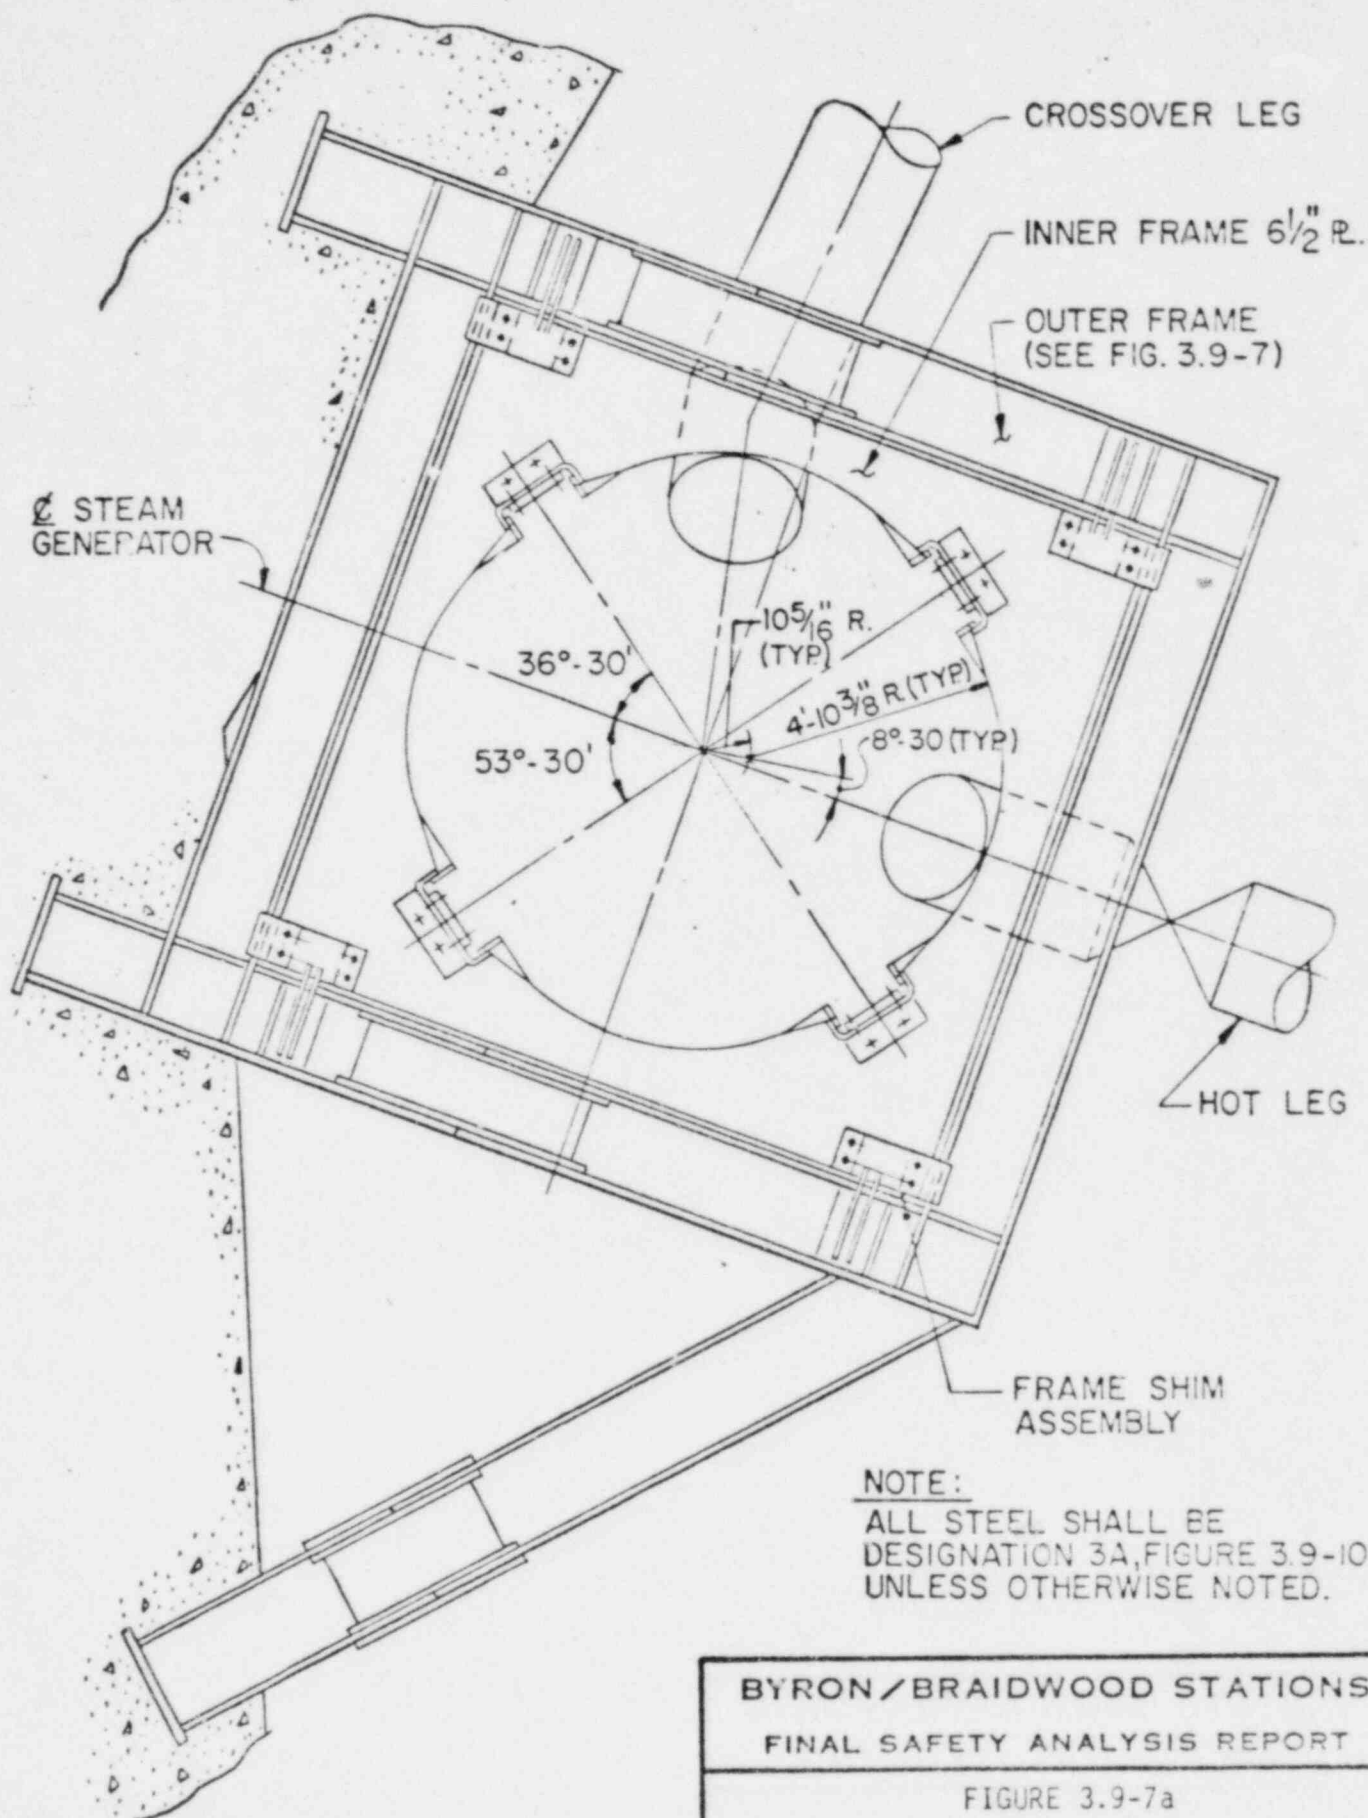 CROSSOVER LEG
INNER FRAME 6½" PL.
OUTER FRAME
(SEE FIG. 3.9-7)
℄ STEAM
GENERATOR
10 5/16" R.
(TYP)
36°-30'
4'-10 3/8" R (TYP)
8°-30 (TYP)
53°-30'
HOT LEG
FRAME SHIM
ASSEMBLY
NOTE:
ALL STEEL SHALL BE
DESIGNATION 3A, FIGURE 3.9-10
UNLESS OTHERWISE NOTED.
BYRON/BRAIDWOOD STATIONS
FINAL SAFETY ANALYSIS REPORT
FIGURE 3.9-7a